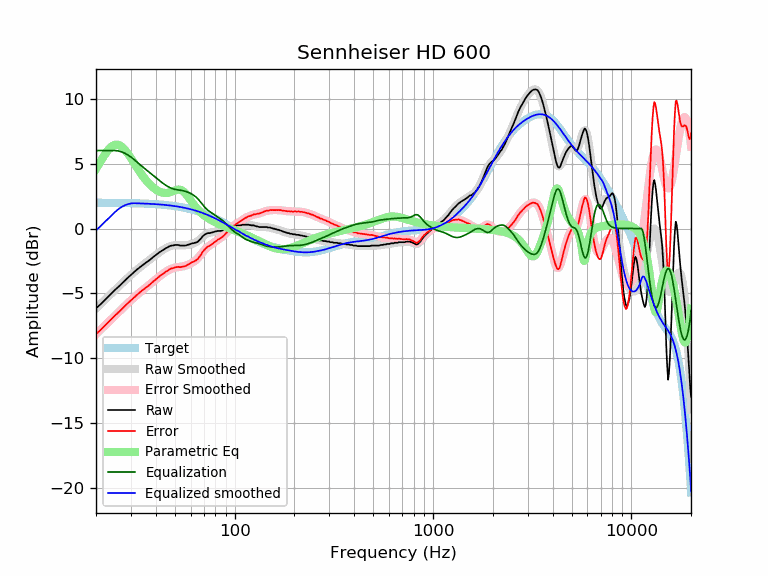 Sennheiser HD 600
Amplitude (dBr)
10
5
0
−5
−10
−15
−20
Target
Raw Smoothed
Error Smoothed
Raw
Error
Parametric Eq
Equalization
Equalized smoothed
100
1000
10000
Frequency (Hz)